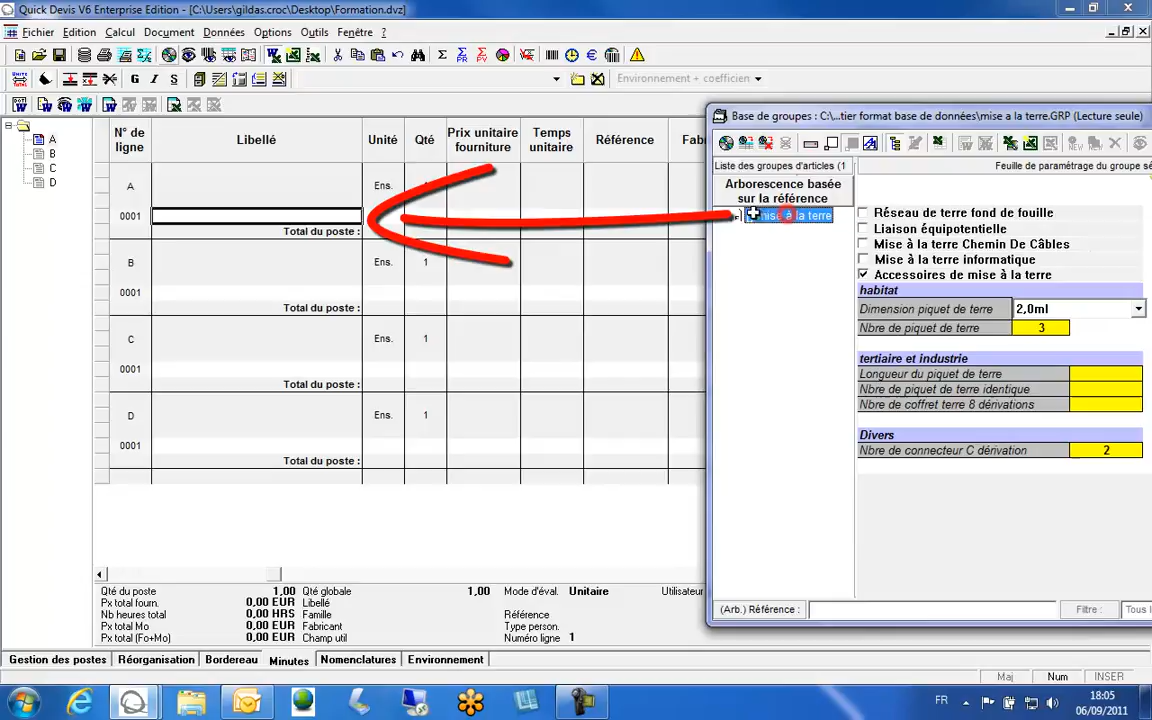 Quick Devis V6 Enterprise Edition - [C:\Users\gildas.croc\Desktop\Formation.dvz]
Fichier Edition Calcul Document Données Options Outils Fenêtre ?
G I S
Environnement + coefficien
A
B
C
D
N° de ligne Libellé Unité Qté Prix unitaire fourniture Temps unitaire Référence Fab
A Ens.
0001
Total du poste :
B Ens. 1
0001
Total du poste :
C Ens. 1
0001
Total du poste :
D Ens. 1
0001
Total du poste :
Base de groupes : C:\...tier format base de données\mise a la terre.GRP (Lecture seule)
Liste des groupes d'articles (1
Feuille de paramétrage du groupe sé
Arborescence basée
sur la référence
mise à la terre
Réseau de terre fond de fouille
Liaison équipotentielle
Mise à la terre Chemin De Câbles
Mise à la terre informatique
Accessoires de mise à la terre
habitat
Dimension piquet de terre 2,0ml
Nbre de piquet de terre 3
tertiaire et industrie
Longueur du piquet de terre
Nbre de piquet de terre identique
Nbre de coffret terre 8 dérivations
Divers
Nbre de connecteur C dérivation 2
(Arb.) Référence : Filtre : Tous l
Qté du poste 1,00 Qté globale 1,00 Mode d'éval. Unitaire Utilisateur
Px total fourn. 0,00 EUR Libellé
Nb heures total 0,00 HRS Famille Référence
Px total Mo 0,00 EUR Fabricant Type person.
Px total (Fo+Mo) 0,00 EUR Champ util Numéro ligne 1
Gestion des postes Réorganisation Bordereau Minutes Nomenclatures Environnement
Maj Num INSER
FR 18:05
06/09/2011